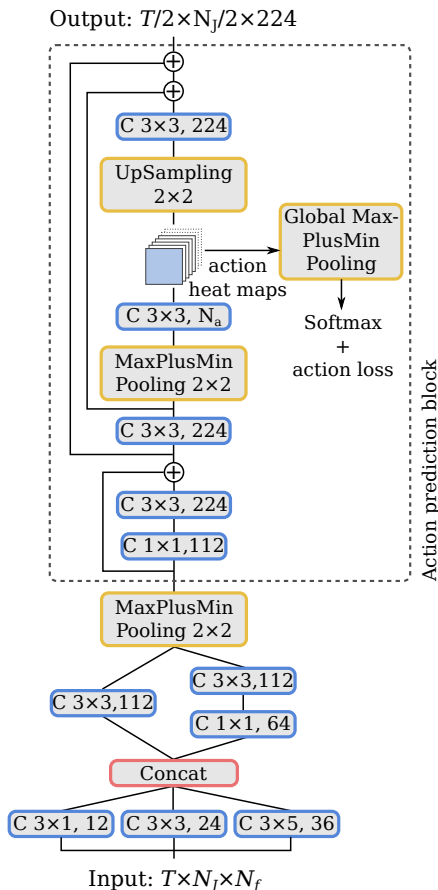 Output: T/2×N_J/2×224
C 3×3, 224
UpSampling
2×2
Global Max-
PlusMin
Pooling
action
heat maps
Softmax
+
action loss
C 3×3, N_a
MaxPlusMin
Pooling 2×2
C 3×3, 224
C 3×3, 224
C 1×1,112
Action prediction block
MaxPlusMin
Pooling 2×2
C 3×3,112
C 3×3,112
C 1×1, 64
Concat
C 3×1, 12
C 3×3, 24
C 3×5, 36
Input: T×N_J×N_f